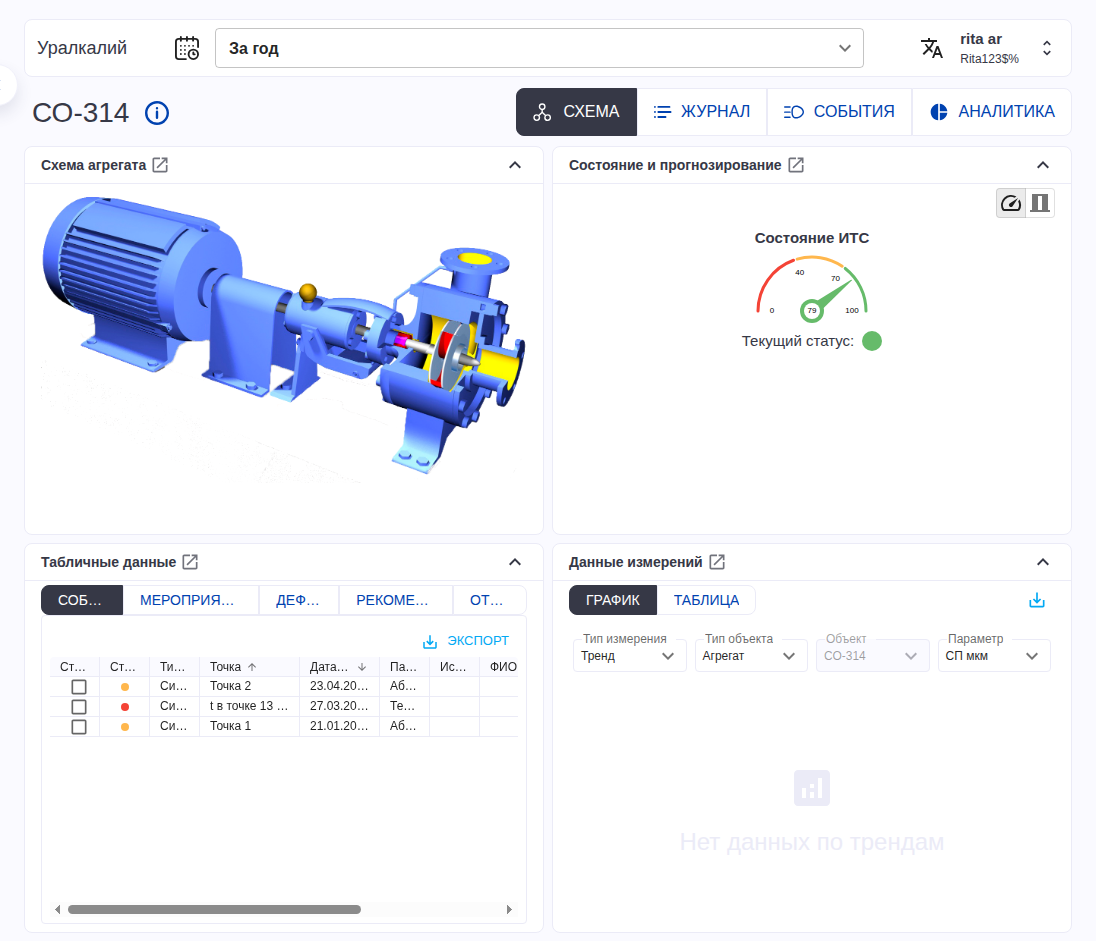 Уралкалий
За год
rita ar
Rita123$%
СО-314
СХЕМА
ЖУРНАЛ
СОБЫТИЯ
АНАЛИТИКА
Схема агрегата
Состояние и прогнозирование
Состояние ИТС
0 40 70 100
79
Текущий статус:
Табличные данные
СОБ… МЕРОПРИЯ… ДЕФ… РЕКОМЕ… ОТ…
ЭКСПОРТ
Ст… Ст… Ти… Точка Дата… Па… Ис… ФИО
Си… Точка 2 23.04.20… Аб…
Си… t в точке 13 … 27.03.20… Те…
Си… Точка 1 21.01.20… Аб…
Данные измерений
ГРАФИК ТАБЛИЦА
Тип измерения Тип объекта Объект Параметр
Тренд Агрегат СО-314 СП мкм
Нет данных по трендам